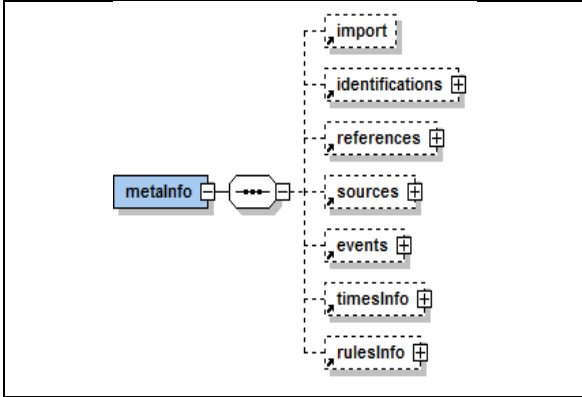 import
identifications
references
metaInfo
sources
events
timesInfo
rulesInfo